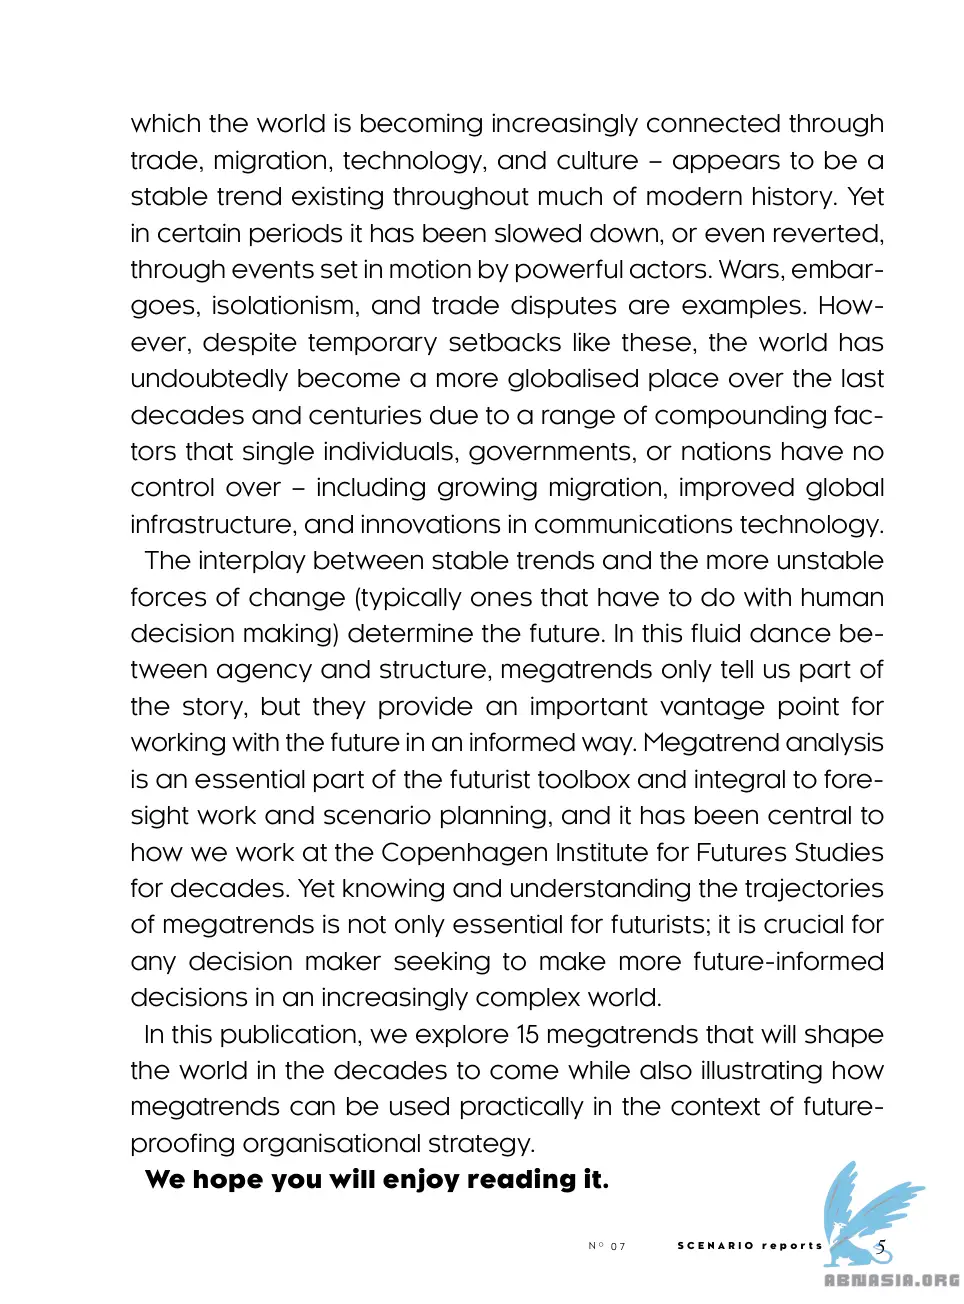 which the world is becoming increasingly connected through
trade, migration, technology, and culture – appears to be a
stable trend existing throughout much of modern history. Yet
in certain periods it has been slowed down, or even reverted,
through events set in motion by powerful actors. Wars, embar-
goes, isolationism, and trade disputes are examples. How-
ever, despite temporary setbacks like these, the world has
undoubtedly become a more globalised place over the last
decades and centuries due to a range of compounding fac-
tors that single individuals, governments, or nations have no
control over – including growing migration, improved global
infrastructure, and innovations in communications technology.
The interplay between stable trends and the more unstable
forces of change (typically ones that have to do with human
decision making) determine the future. In this fluid dance be-
tween agency and structure, megatrends only tell us part of
the story, but they provide an important vantage point for
working with the future in an informed way. Megatrend analysis
is an essential part of the futurist toolbox and integral to fore-
sight work and scenario planning, and it has been central to
how we work at the Copenhagen Institute for Futures Studies
for decades. Yet knowing and understanding the trajectories
of megatrends is not only essential for futurists; it is crucial for
any decision maker seeking to make more future-informed
decisions in an increasingly complex world.
In this publication, we explore 15 megatrends that will shape
the world in the decades to come while also illustrating how
megatrends can be used practically in the context of future-
proofing organisational strategy.
We hope you will enjoy reading it.
Nº 07 SCENARIO reports 5
ABNASIA.ORG